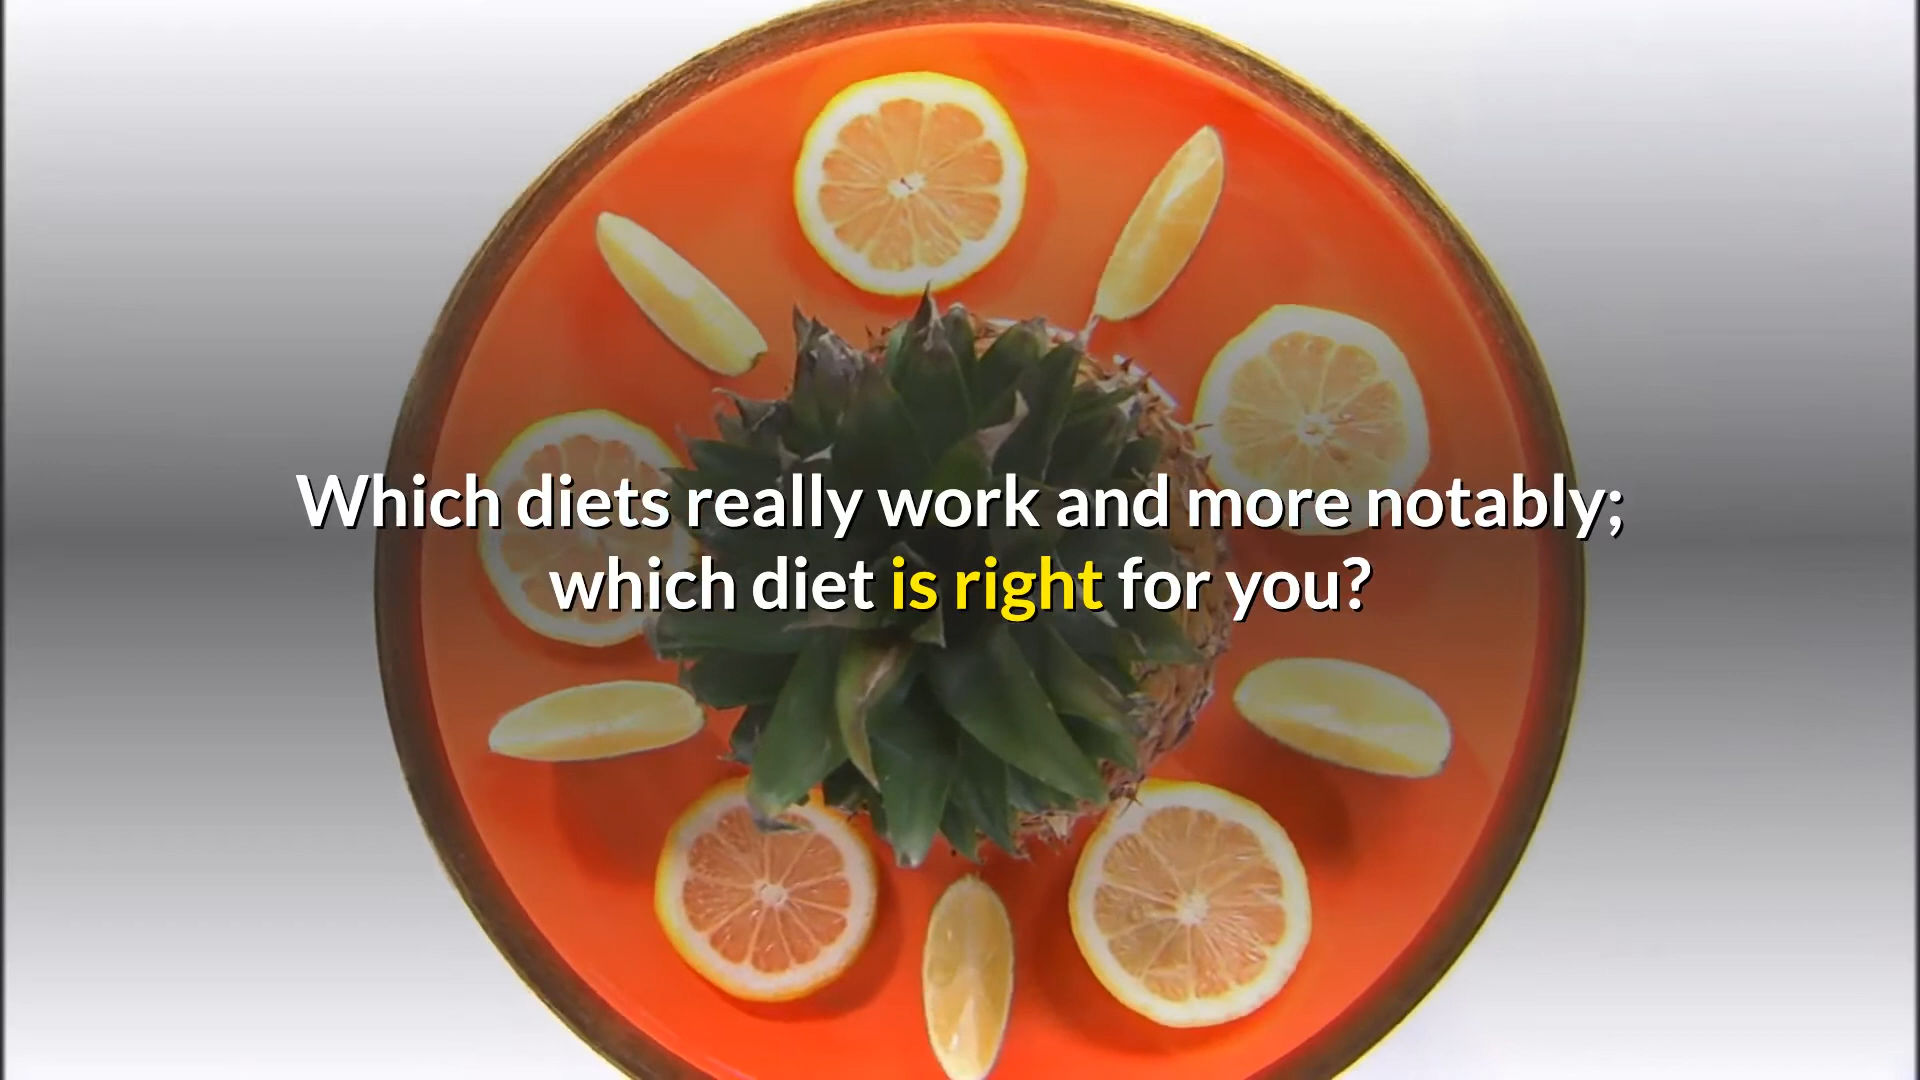 Which diets really work and more notably;
which diet is right for you?